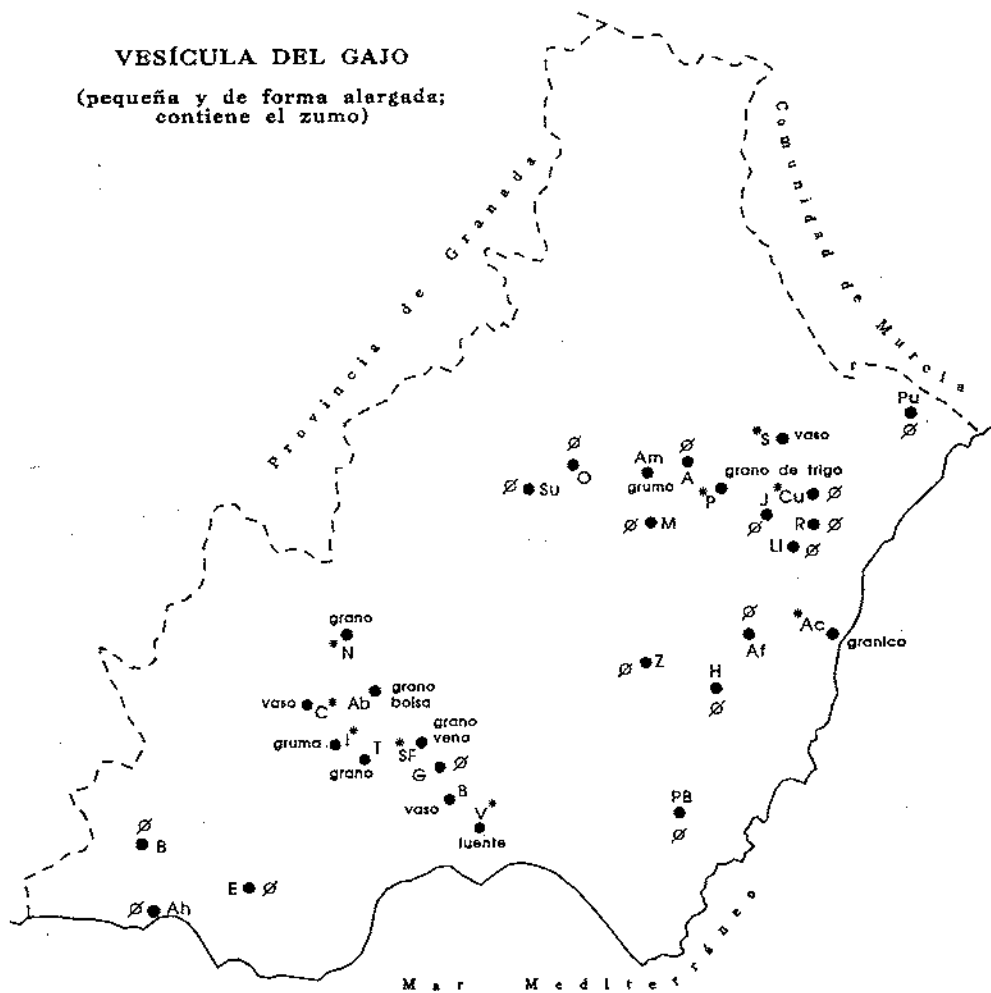 VESÍCULA DEL GAJO
(pequeña y de forma alargada;
contiene el zumo)
Provincia de Granada
Comunidad de Murcia
Pu
Ø
*S vaso
Ø
O
Am
grumo
Ø
A
grano de trigo
*P
Ø Su
*Cu Ø
J
Ø
R Ø
Ll Ø
Ø M
grano
*N
Ø
Af
*Ac
granico
Ø Z
H
Ø
vaso C*
Ab grano
bolsa
gruma I*
T
grano
*SF
grano
vena
G Ø
B
vaso
V*
fuente
PB
Ø
Ø
B
E Ø
Ø Ah
Mar Mediterráneo